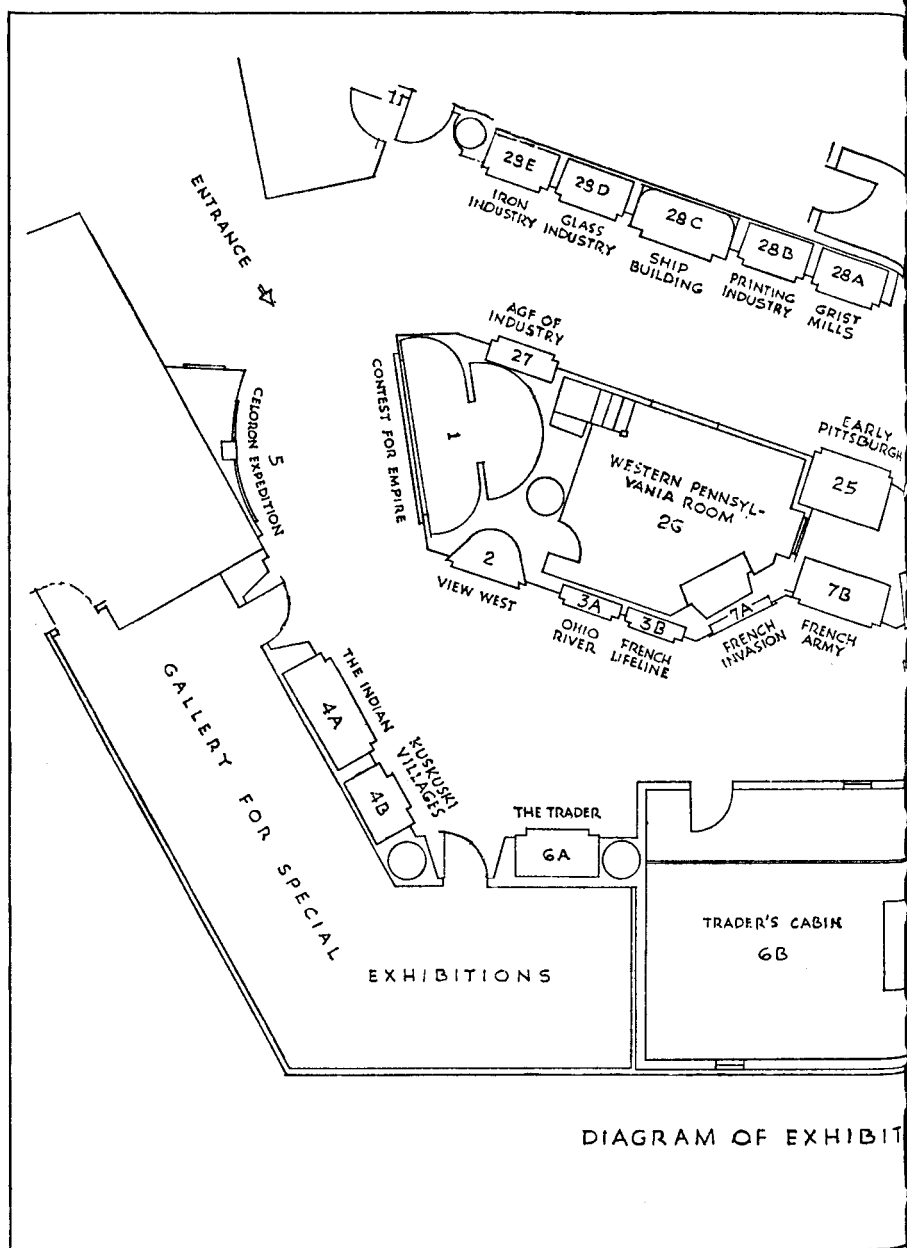 11
ENTRANCE
28E
IRON
INDUSTRY
28D
GLASS
INDUSTRY
28C
SHIP
BUILDING
28B
PRINTING
INDUSTRY
28A
GRIST
MILLS
AGE OF
INDUSTRY
27
CONTEST FOR EMPIRE
1
5
CELORON EXPEDITION
WESTERN PENNSYL-
VANIA ROOM
26
EARLY
PITTSBURGH
25
2
VIEW WEST
3A
OHIO
RIVER
3B
FRENCH
LIFELINE
7A
FRENCH
INVASION
7B
FRENCH
ARMY
THE INDIAN
4A
KUSKUSKI
VILLAGES
4B
THE TRADER
6A
GALLERY FOR SPECIAL
EXHIBITIONS
TRADER'S CABIN
6B
DIAGRAM OF EXHIBIT